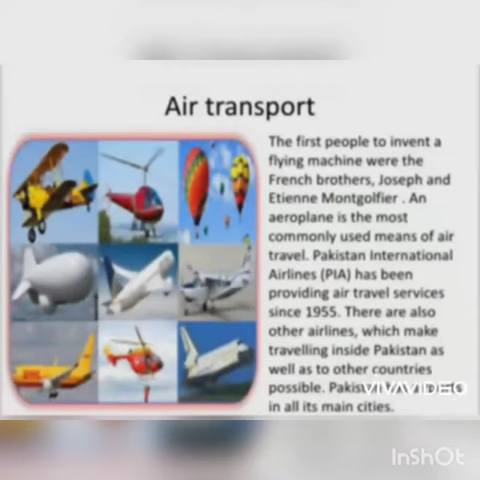 Air transport
The first people to invent a
flying machine were the
French brothers, Joseph and
Etienne Montgolfier . An
aeroplane is the most
commonly used means of air
travel. Pakistan International
Airlines (PIA) has been
providing air travel services
since 1955. There are also
other airlines, which make
travelling inside Pakistan as
well as to other countries
possible.
in all its main cities.
DHL
VIVAVIDEO
InShOt